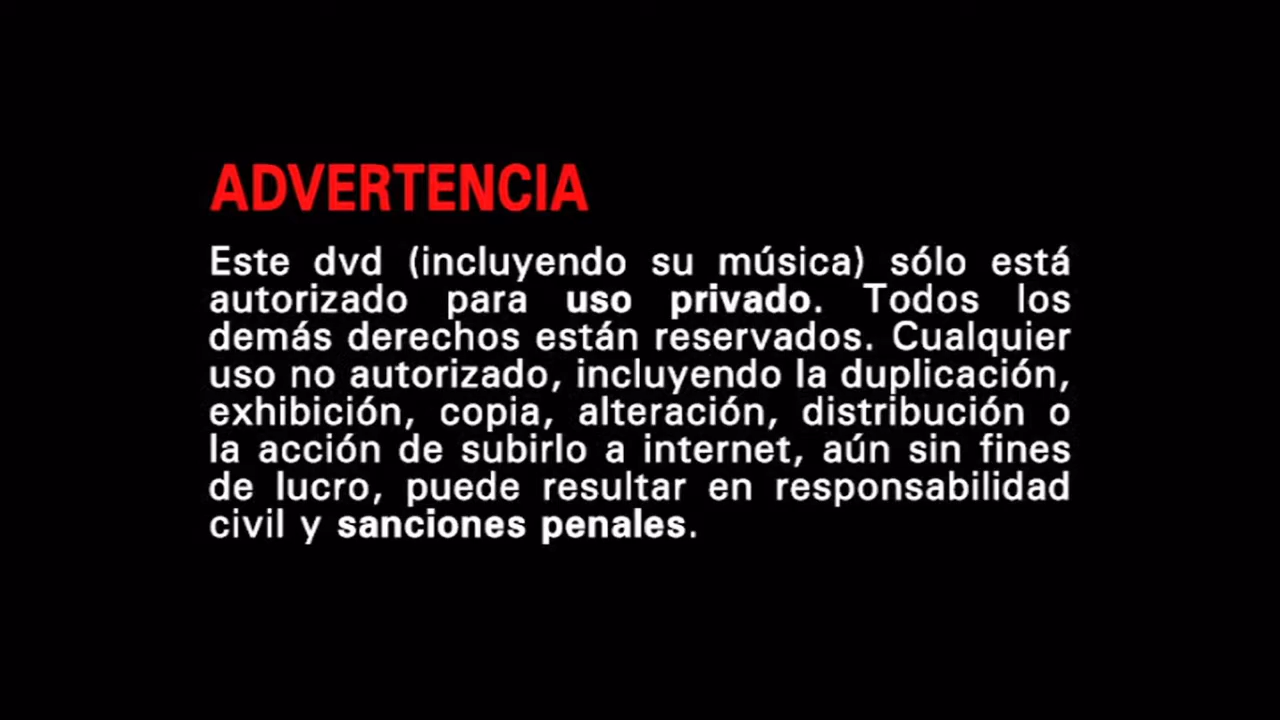 ADVERTENCIA
Este dvd (incluyendo su música) sólo está
autorizado para uso privado. Todos los
demás derechos están reservados. Cualquier
uso no autorizado, incluyendo la duplicación,
exhibición, copia, alteración, distribución o
la acción de subirlo a internet, aún sin fines
de lucro, puede resultar en responsabilidad
civil y sanciones penales.